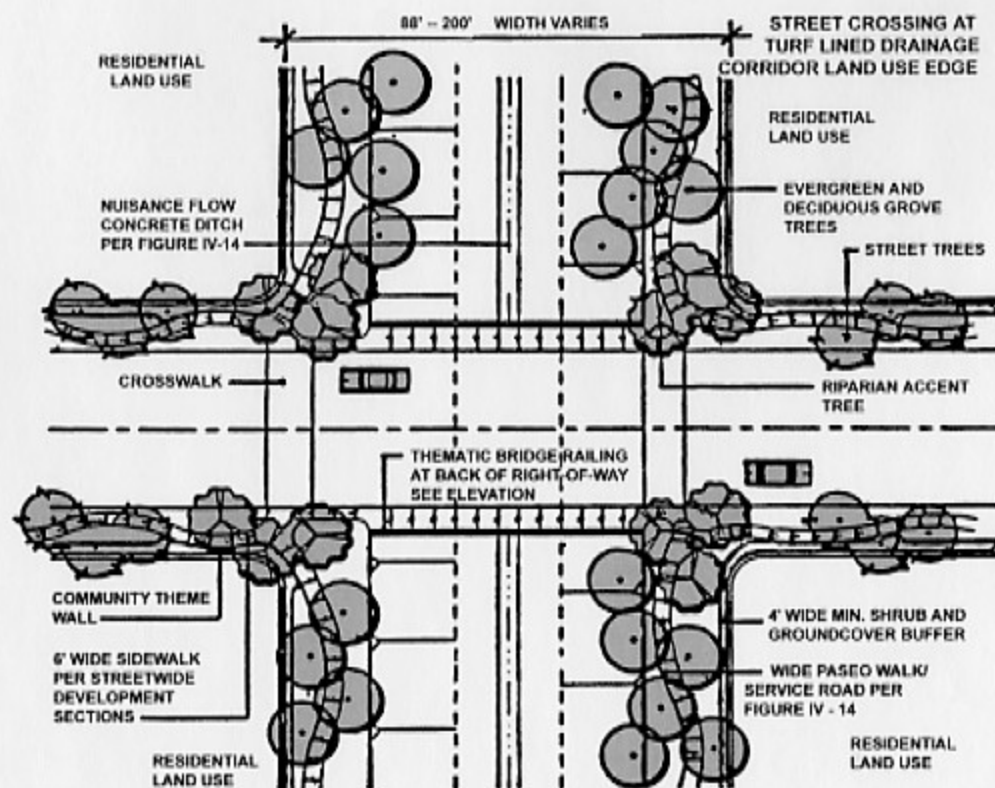 88' – 200' WIDTH VARIES
STREET CROSSING AT
TURF LINED DRAINAGE
CORRIDOR LAND USE EDGE
RESIDENTIAL
LAND USE
RESIDENTIAL
LAND USE
EVERGREEN AND
DECIDUOUS GROVE
TREES
NUISANCE FLOW
CONCRETE DITCH
PER FIGURE IV-14
STREET TREES
CROSSWALK
RIPARIAN ACCENT
TREE
THEMATIC BRIDGE RAILING
AT BACK OF RIGHT-OF-WAY
SEE ELEVATION
COMMUNITY THEME
WALL
4' WIDE MIN. SHRUB AND
GROUNDCOVER BUFFER
6' WIDE SIDEWALK
PER STREETWIDE
DEVELOPMENT
SECTIONS
WIDE PASEO WALK/
SERVICE ROAD PER
FIGURE IV - 14
RESIDENTIAL
LAND USE
RESIDENTIAL
LAND USE